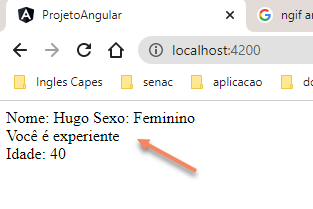 ProjetoAngular
ngif an
localhost:4200
Ingles Capes
senac
aplicacao
Nome: Hugo Sexo: Feminino
Você é experiente
Idade: 40